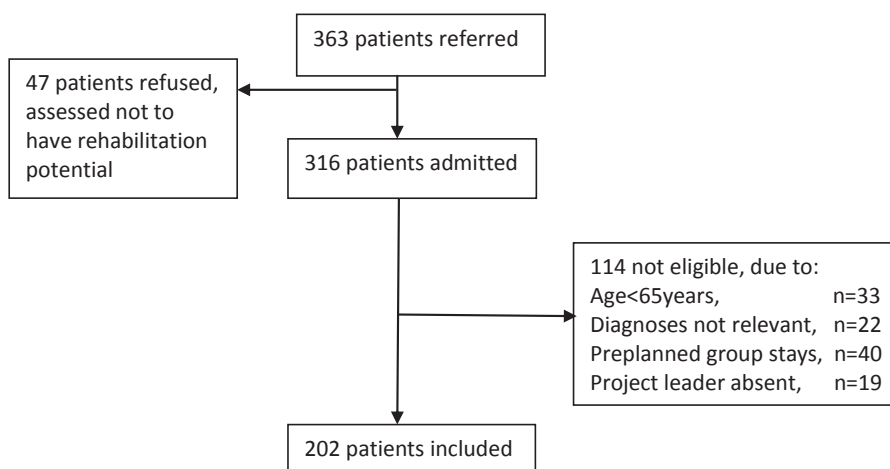 363 patients referred
47 patients refused,
assessed not to
have rehabilitation
potential
316 patients admitted
114 not eligible, due to:
Age<65years, n=33
Diagnoses not relevant, n=22
Preplanned group stays, n=40
Project leader absent, n=19
202 patients included